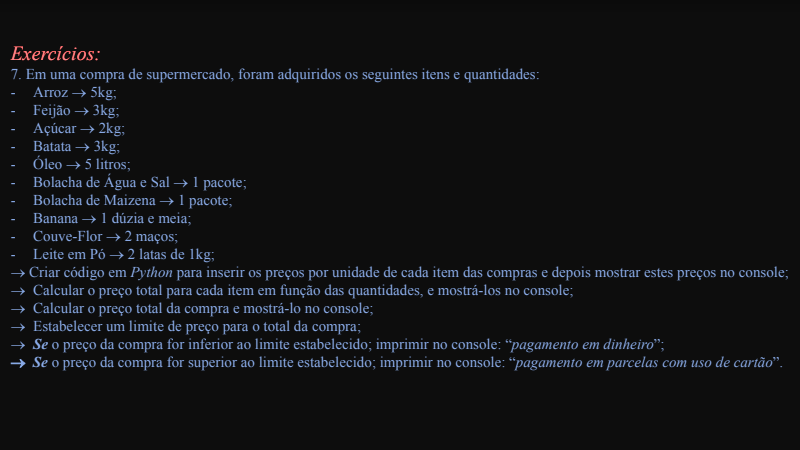 Exercícios:
7. Em uma compra de supermercado, foram adquiridos os seguintes itens e quantidades:
- Arroz → 5kg;
- Feijão → 3kg;
- Açúcar → 2kg;
- Batata → 3kg;
- Óleo → 5 litros;
- Bolacha de Água e Sal → 1 pacote;
- Bolacha de Maizena → 1 pacote;
- Banana → 1 dúzia e meia;
- Couve-Flor → 2 maços;
- Leite em Pó → 2 latas de 1kg;
→ Criar código em Python para inserir os preços por unidade de cada item das compras e depois mostrar estes preços no console;
→ Calcular o preço total para cada item em função das quantidades, e mostrá-los no console;
→ Calcular o preço total da compra e mostrá-lo no console;
→ Estabelecer um limite de preço para o total da compra;
→ Se o preço da compra for inferior ao limite estabelecido; imprimir no console: “pagamento em dinheiro”;
→ Se o preço da compra for superior ao limite estabelecido; imprimir no console: “pagamento em parcelas com uso de cartão”.